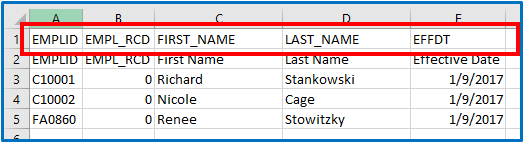 A B C D E
1 EMPLID EMPL_RCD FIRST_NAME LAST_NAME EFFDT
2 EMPLID EMPL_RCD First Name Last Name Effective Date
3 C10001 0 Richard Stankowski 1/9/2017
4 C10002 0 Nicole Cage 1/9/2017
5 FA0860 0 Renee Stowitzky 1/9/2017